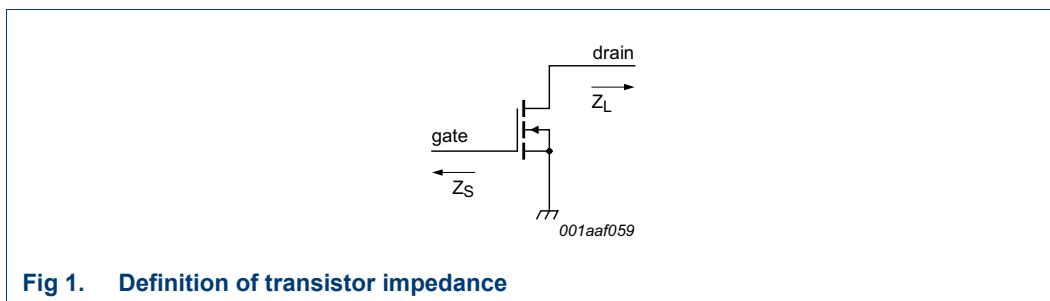 drain
Z_L
gate
Z_S
001aaf059
Fig 1. Definition of transistor impedance